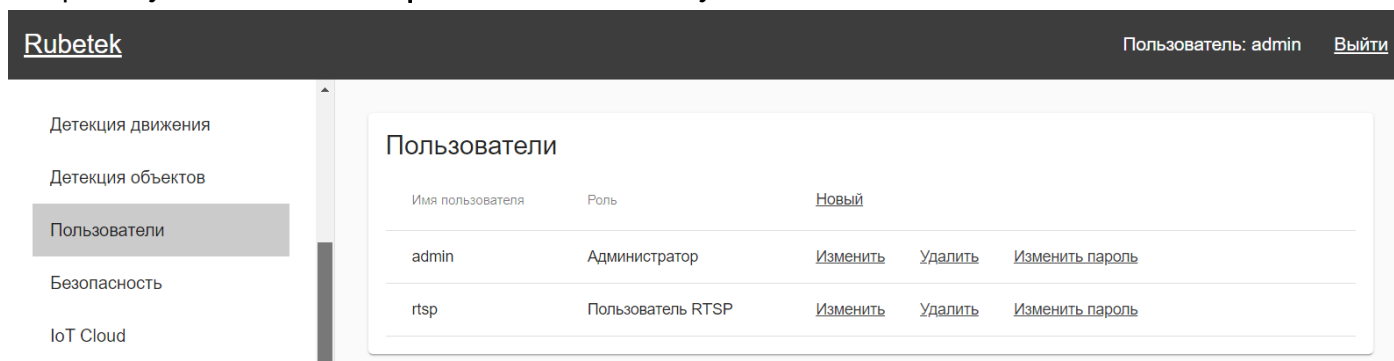 Rubetek
Пользователь: admin Выйти
Детекция движения
Детекция объектов
Пользователи
Безопасность
IoT Cloud
Пользователи
Имя пользователя Роль Новый
admin Администратор Изменить Удалить Изменить пароль
rtsp Пользователь RTSP Изменить Удалить Изменить пароль